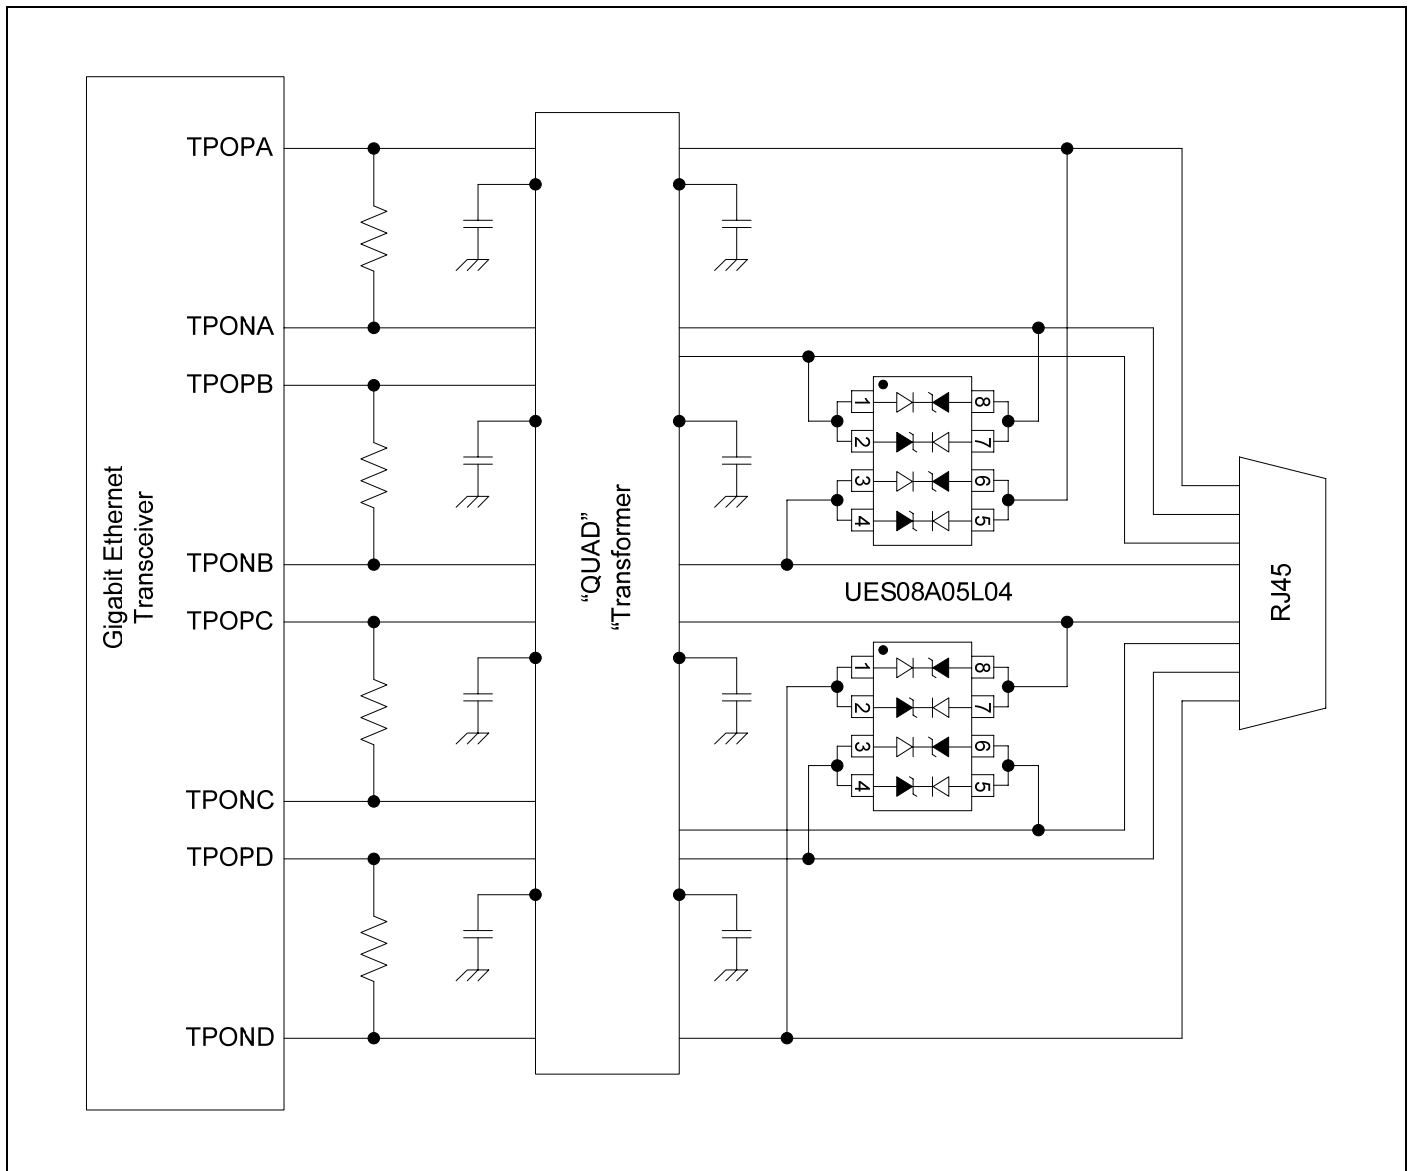 TPOPA
TPONA
TPOPB
TPONB
TPOPC
TPONC
TPOPD
TPOND
Gigabit Ethernet
Transceiver
“QUAD”
“Transformer
1
2
3
4
8
7
6
5
UES08A05L04
1
2
3
4
8
7
6
5
RJ45